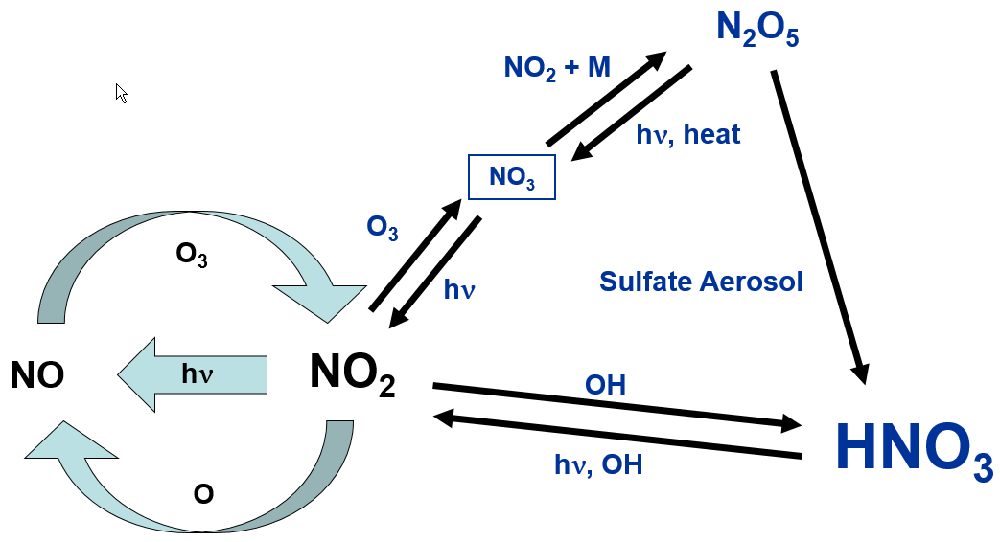 N₂O₅
NO₂ + M
hν, heat
NO₃
O₃
O₃
hν
Sulfate Aerosol
NO
hν
NO₂
OH
HNO₃
hν, OH
O